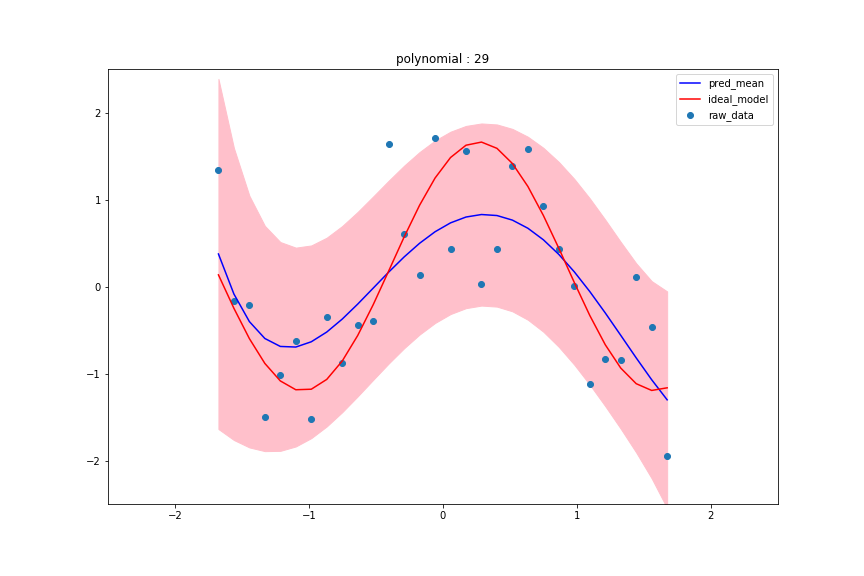 polynomial : 29
pred_mean
ideal_model
raw_data
2
1
0
−1
−2
−2
−1
0
1
2